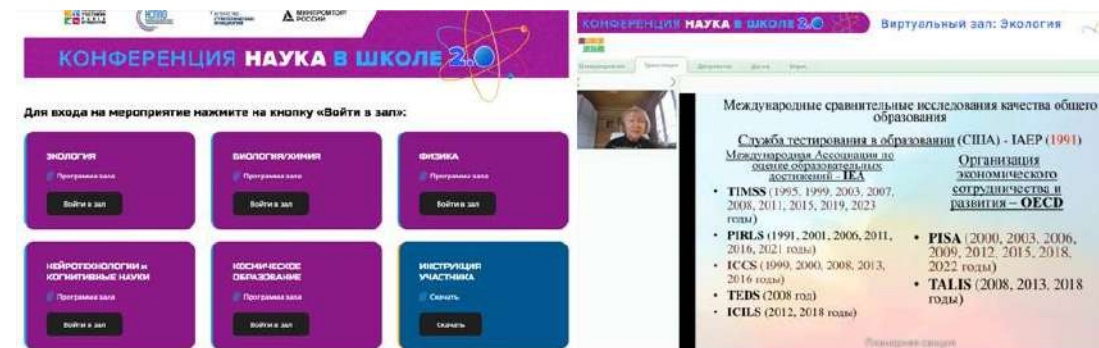 МИНПРОМТОРГ РОССИИ
КОНФЕРЕНЦИЯ НАУКА В ШКОЛЕ 2.0
Для входа на мероприятие нажмите на кнопку «Войти в зал»:
ЭКОЛОГИЯ
Программа зала
Войти в зал
БИОЛОГИЯ/ХИМИЯ
Программа зала
Войти в зал
ФИЗИКА
Программа зала
Войти в зал
НЕЙРОТЕХНОЛОГИИ и
КОГНИТИВНЫЕ НАУКИ
Программа зала
Войти в зал
КОСМИЧЕСКОЕ
ОБРАЗОВАНИЕ
Программа зала
Войти в зал
ИНСТРУКЦИЯ
УЧАСТНИКА
Скачать
Скачать
КОНФЕРЕНЦИЯ НАУКА В ШКОЛЕ 2.0
Виртуальный зал: Экология
Международные сравнительные исследования качества общего
образования
Служба тестирования в образовании (США) - IAEP (1991)
Международная Ассоциация по
оценке образовательных
достижений - IEA
• TIMSS (1995, 1999, 2003, 2007,
2008, 2011, 2015, 2019, 2023
годы)
• PIRLS (1991, 2001, 2006, 2011,
2016, 2021 годы)
• ICCS (1999, 2000, 2008, 2013,
2016 годы)
• TEDS (2008 год)
• ICILS (2012, 2018 годы)
Организация
экономического
сотрудничества и
развития – OECD
• PISA (2000, 2003, 2006,
2009, 2012, 2015, 2018,
2022 годы)
• TALIS (2008, 2013, 2018
годы)
Пленарная секция